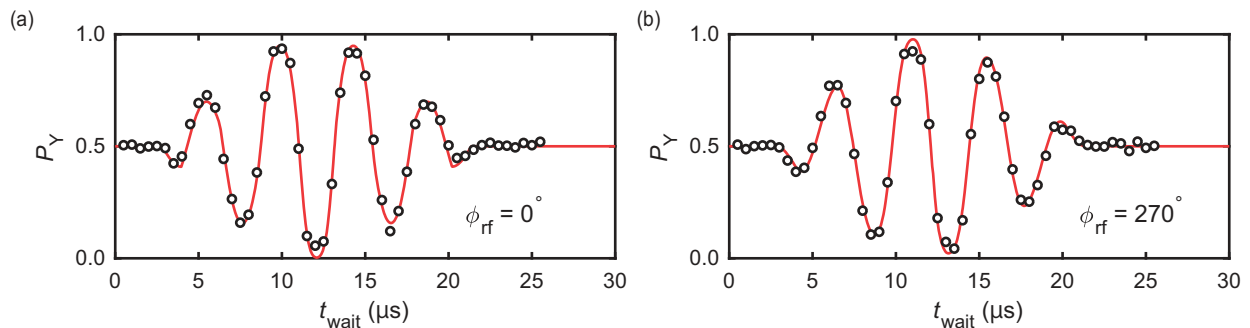 (a)
1.0
0.5
0.0
P_Y
0 5 10 15 20 25 30
t_wait (µs)
ϕ_rf = 0°
(b)
1.0
0.5
0.0
P_Y
0 5 10 15 20 25 30
t_wait (µs)
ϕ_rf = 270°